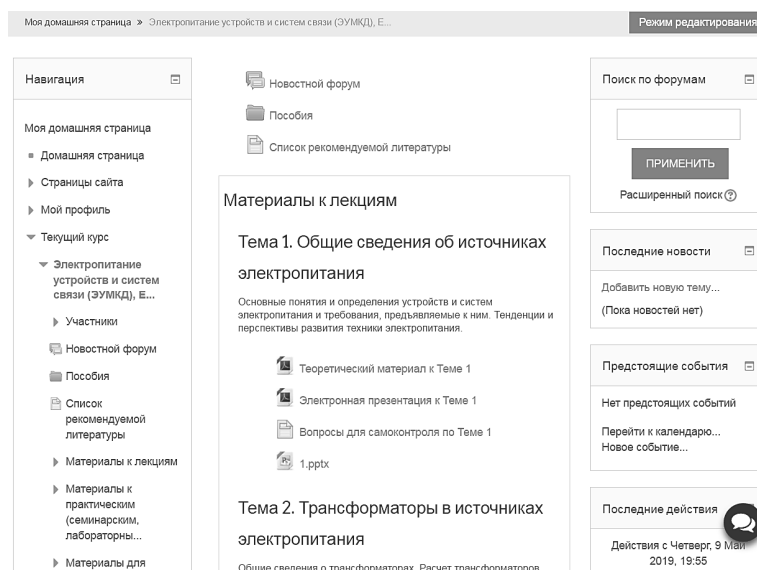 Моя домашняя страница » Электропитание устройств и систем связи (ЭУМКД), Е...
Режим редактирования
Навигация
Моя домашняя страница
Домашняя страница
Страницы сайта
Мой профиль
Текущий курс
Электропитание
устройств и систем
связи (ЭУМКД), Е...
Участники
Новостной форум
Пособия
Список
рекомендуемой
литературы
Материалы к лекциям
Материалы к
практическим
(семинарским,
лабораторны...
Материалы для
Новостной форум
Пособия
Список рекомендуемой литературы
Материалы к лекциям
Тема 1. Общие сведения об источниках
электропитания
Основные понятия и определения устройств и систем
электропитания и требования, предъявляемые к ним. Тенденции и
перспективы развития техники электропитания.
Теоретический материал к Теме 1
Электронная презентация к Теме 1
Вопросы для самоконтроля по Теме 1
1.pptx
Тема 2. Трансформаторы в источниках
электропитания
Общие сведения о трансформаторах. Расчет трансформаторов
Поиск по форумам
ПРИМЕНИТЬ
Расширенный поиск
Последние новости
Добавить новую тему...
(Пока новостей нет)
Предстоящие события
Нет предстоящих событий
Перейти к календарю...
Новое событие...
Последние действия
Действия с Четверг, 9 Май
2019, 19:55